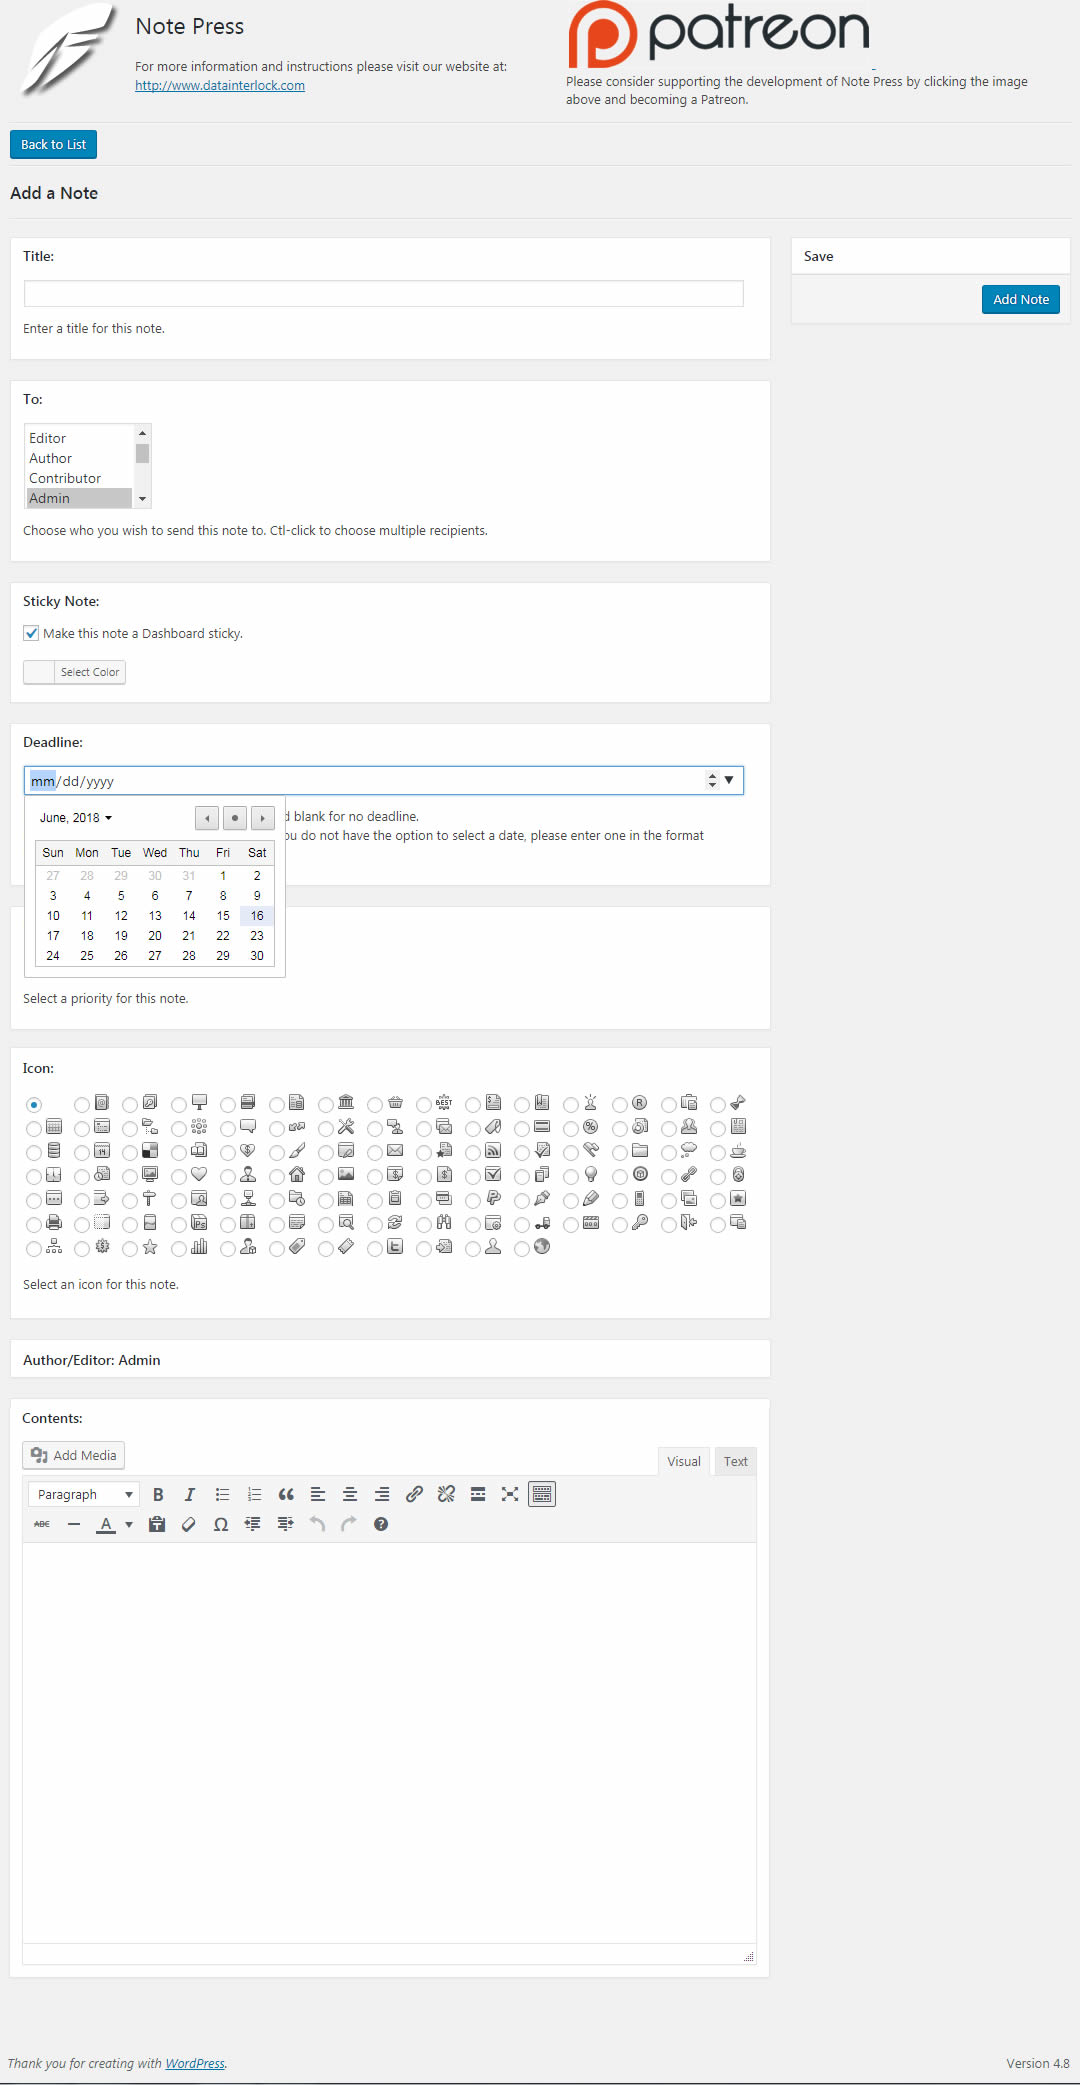 Note Press
For more information and instructions please visit our website at:
http://www.datainterlock.com
patreon
Please consider supporting the development of Note Press by clicking the image
above and becoming a Patreon.
Back to List
Add a Note
Title:
Enter a title for this note.
Save
Add Note
To:
Editor
Author
Contributor
Admin
Choose who you wish to send this note to. Ctl-click to choose multiple recipients.
Sticky Note:
Make this note a Dashboard sticky.
Select Color
Deadline:
mm/dd/yyyy
d blank for no deadline.
ou do not have the option to select a date, please enter one in the format
June, 2018
Sun Mon Tue Wed Thu Fri Sat
27 28 29 30 31 1 2
3 4 5 6 7 8 9
10 11 12 13 14 15 16
17 18 19 20 21 22 23
24 25 26 27 28 29 30
Select a priority for this note.
Icon:
BEST
R
%
14
$
Ps
Select an icon for this note.
Author/Editor: Admin
Contents:
Add Media
Visual Text
Paragraph B I
ABC A Ω ?
Thank you for creating with WordPress.
Version 4.8